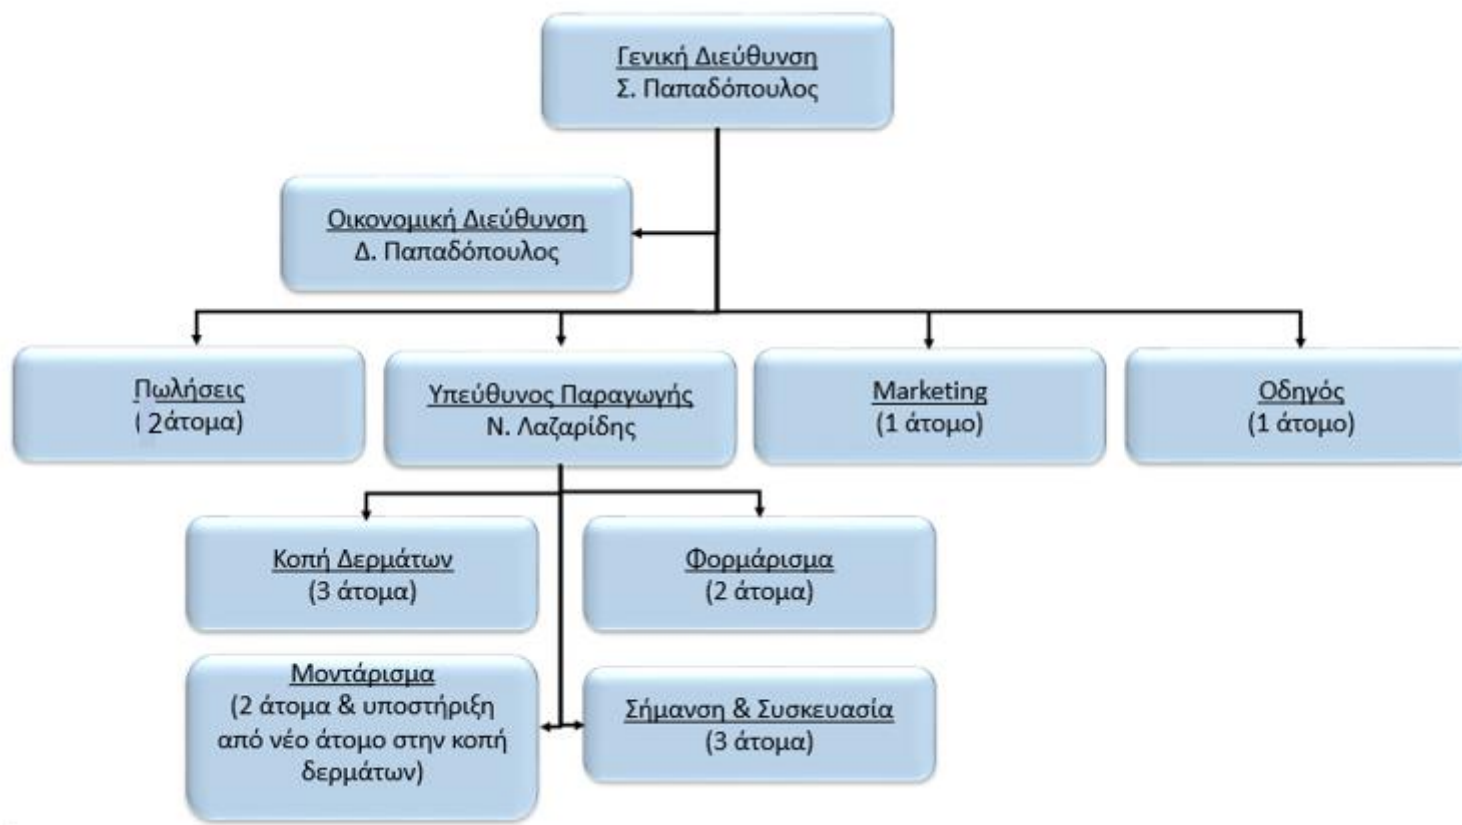 Γενική Διεύθυνση
Σ. Παπαδόπουλος
Οικονομική Διεύθυνση
Δ. Παπαδόπουλος
Πωλήσεις
(2άτομα)
Υπεύθυνος Παραγωγής
Ν. Λαζαρίδης
Marketing
(1 άτομο)
Οδηγός
(1 άτομο)
Κοπή Δερμάτων
(3 άτομα)
Φορμάρισμα
(2 άτομα)
Μοντάρισμα
(2 άτομα & υποστήριξη
από νέο άτομο στην κοπή
δερμάτων)
Σήμανση & Συσκευασία
(3 άτομα)